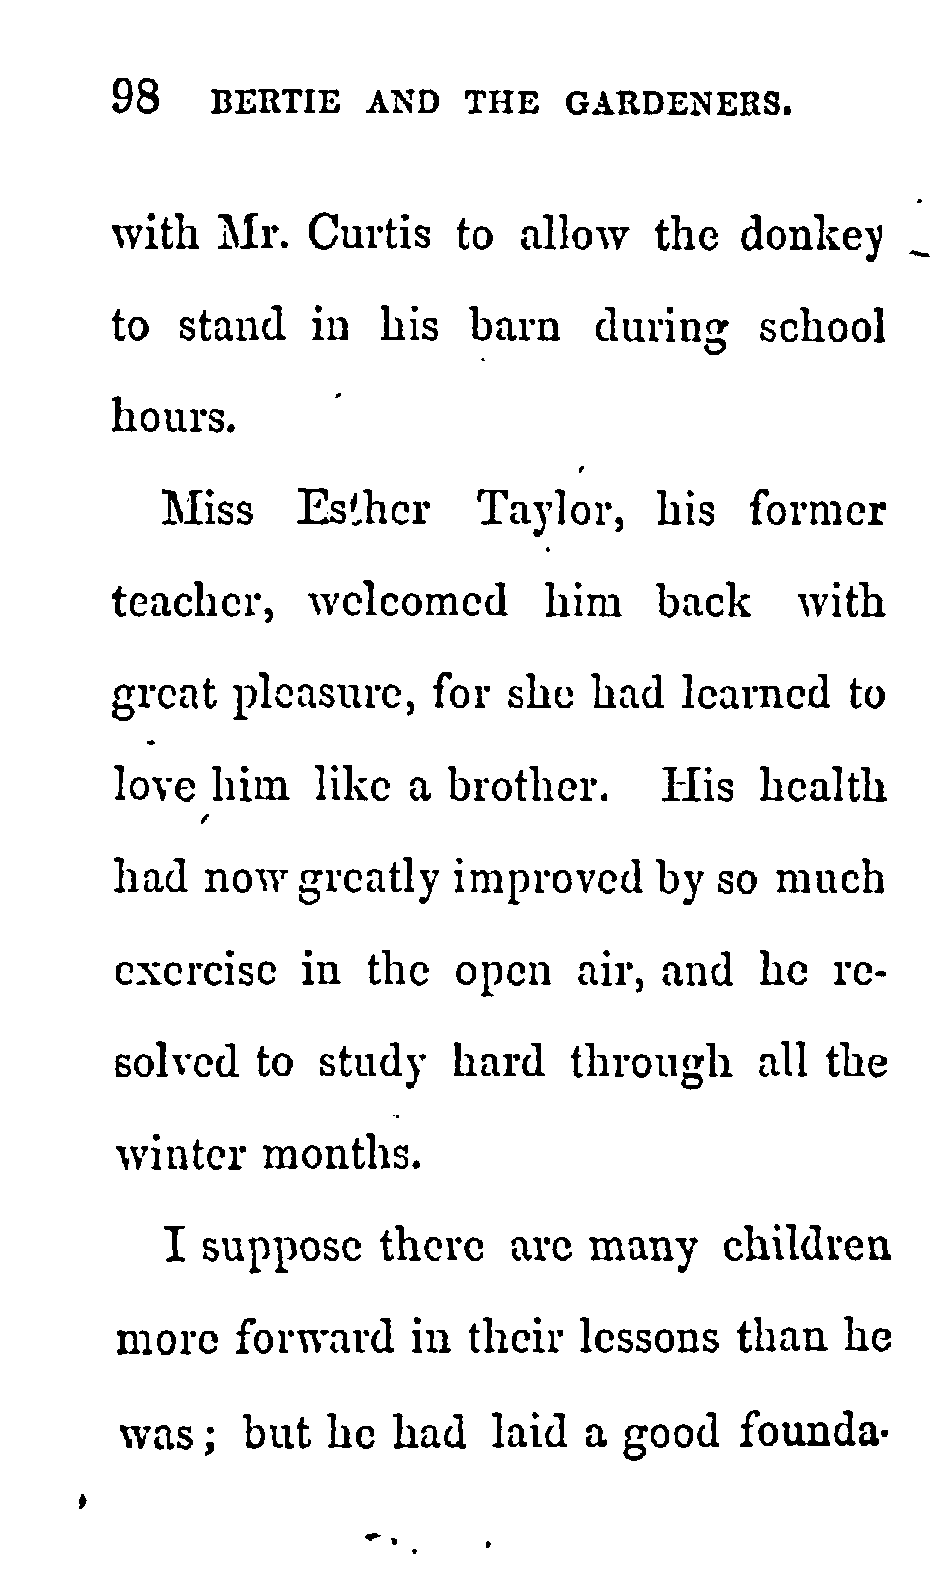 98 BERTIE AND THE GARDENERS.
with Mr. Curtis to allow the donkey
to stand in his barn during school
hours.
Miss Esther Taylor, his former
teacher, welcomed him back with
great pleasure, for she had learned to
love him like a brother. His health
had now greatly improved by so much
exercise in the open air, and he re-
solved to study hard through all the
winter months.
I suppose there are many children
more forward in their lessons than he
was; but he had laid a good founda-